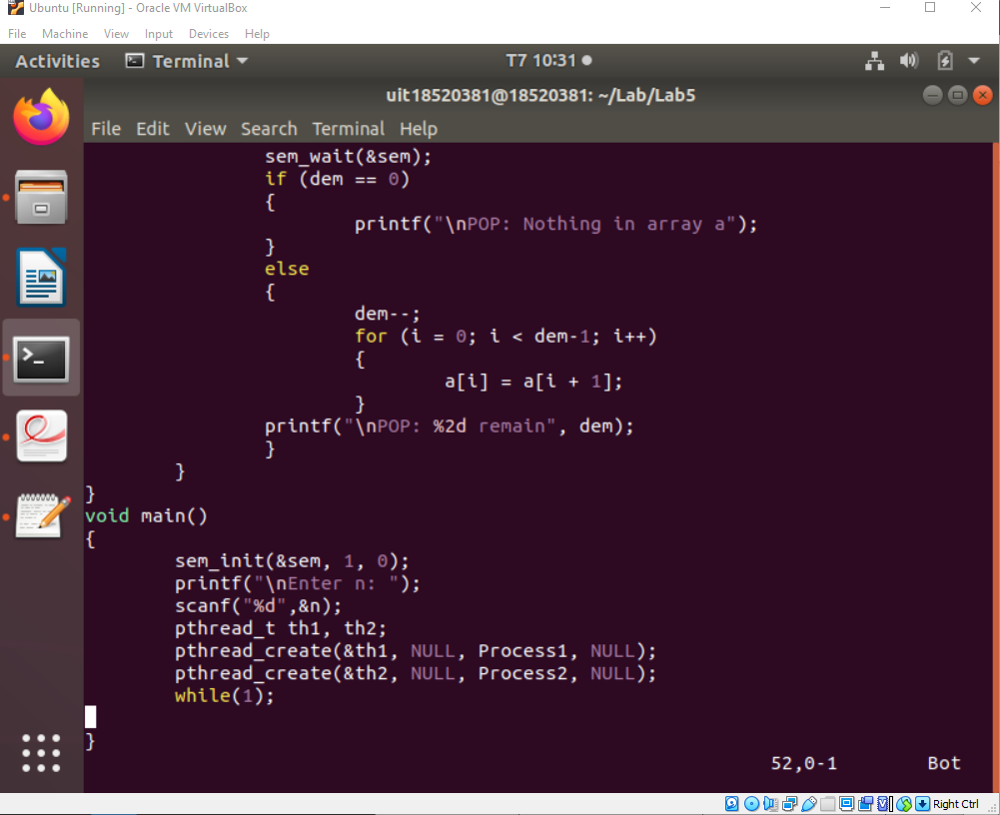 Ubuntu [Running] - Oracle VM VirtualBox
File Machine View Input Devices Help
Activities Terminal T7 10:31
uit18520381@18520381: ~/Lab/Lab5
File Edit View Search Terminal Help
sem_wait(&sem);
if (dem == 0)
{
printf("\nPOP: Nothing in array a");
}
else
{
dem--;
for (i = 0; i < dem-1; i++)
{
a[i] = a[i + 1];
}
printf("\nPOP: %2d remain", dem);
}
}
}
void main()
{
sem_init(&sem, 1, 0);
printf("\nEnter n: ");
scanf("%d",&n);
pthread_t th1, th2;
pthread_create(&th1, NULL, Process1, NULL);
pthread_create(&th2, NULL, Process2, NULL);
while(1);
}
52,0-1 Bot
Right Ctrl